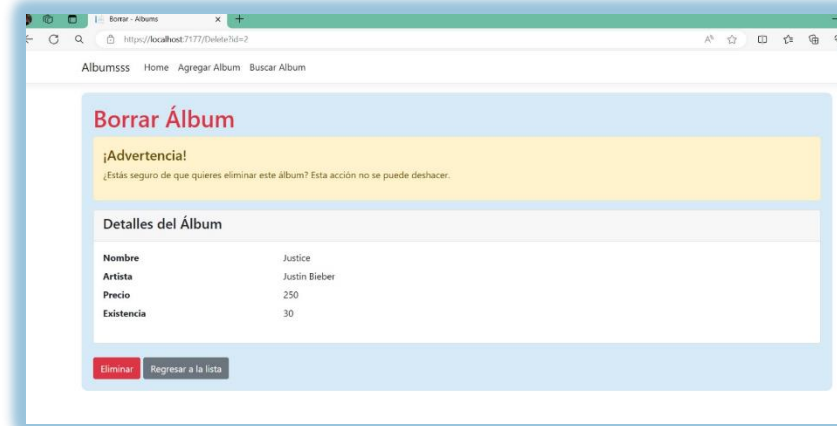 Borrar - Albums
https://localhost:7177/Delete?id=2
Albumsss Home Agregar Album Buscar Album
Borrar Álbum
¡Advertencia!
¿Estás seguro de que quieres eliminar este álbum? Esta acción no se puede deshacer.
Detalles del Álbum
Nombre Justice
Artista Justin Bieber
Precio 250
Existencia 30
Eliminar Regresar a la lista